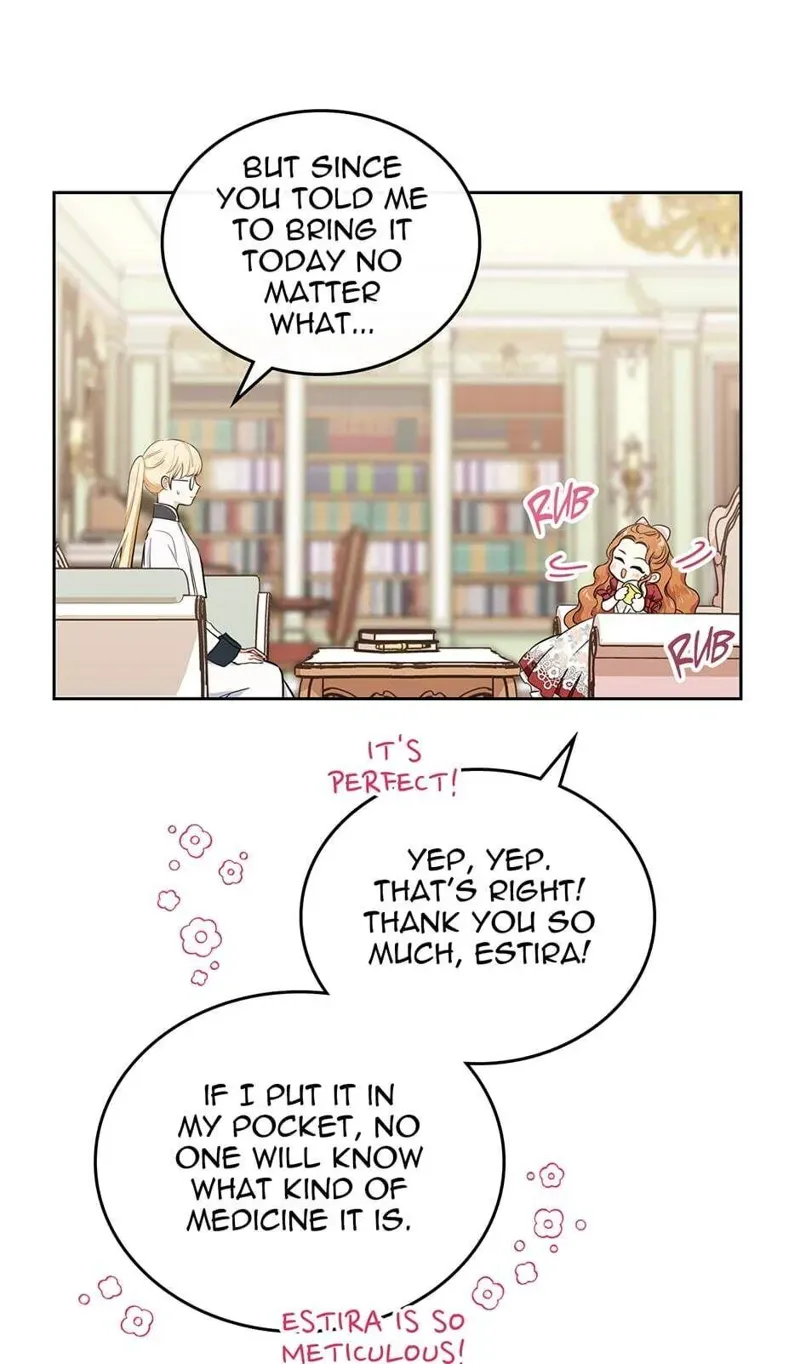 BUT SINCE
YOU TOLD ME
TO BRING IT
TODAY NO
MATTER
WHAT...
RUB
RUB
IT'S
PERFECT!
YEP, YEP.
THAT'S RIGHT!
THANK YOU SO
MUCH, ESTIRA!
IF I PUT IT IN
MY POCKET, NO
ONE WILL KNOW
WHAT KIND OF
MEDICINE IT IS.
ESTIRA IS SO
METICULOUS!